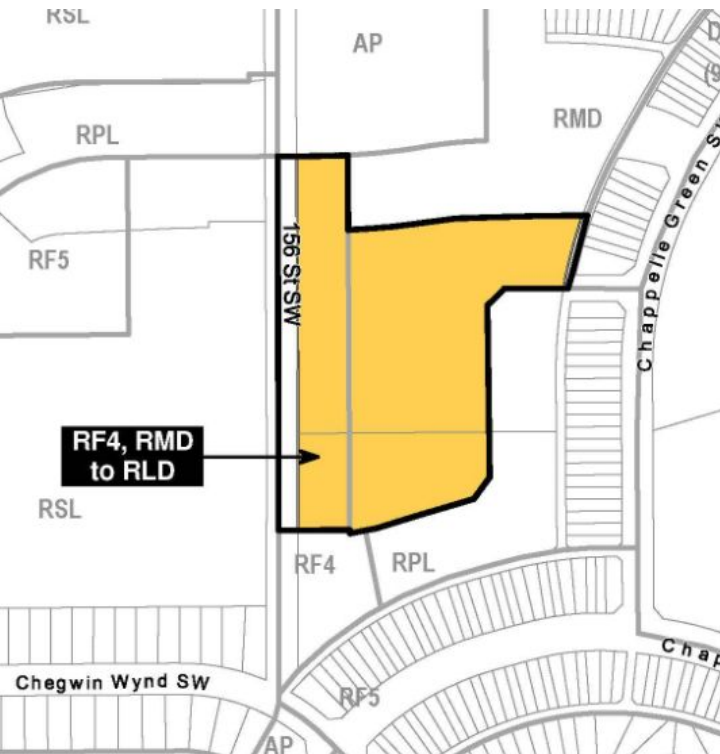 RSL
AP
RPL
RMD
RF5
156 St SW
Chappelle Green S
RF4, RMD
to RLD
RSL
RF4
RPL
Chegwin Wynd SW
RF5
AP
Chap